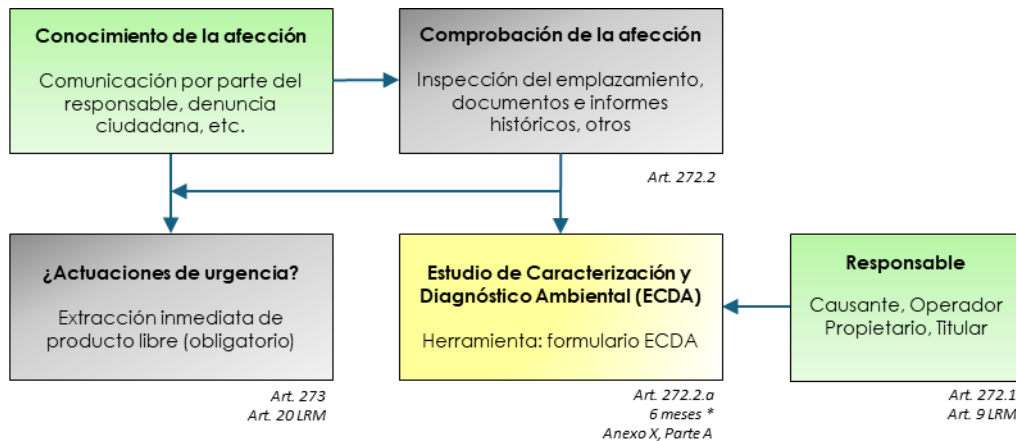 Conocimiento de la afección
Comunicación por parte del
responsable, denuncia
ciudadana, etc.
Comprobación de la afección
Inspección del emplazamiento,
documentos e informes
históricos, otros
Art. 272.2
¿Actuaciones de urgencia?
Extracción inmediata de
producto libre (obligatorio)
Art. 273
Art. 20 LRM
Estudio de Caracterización y
Diagnóstico Ambiental (ECDA)
Herramienta: formulario ECDA
Art. 272.2.a
6 meses *
Anexo X, Parte A
Responsable
Causante, Operador
Propietario, Titular
Art. 272.1
Art. 9 LRM